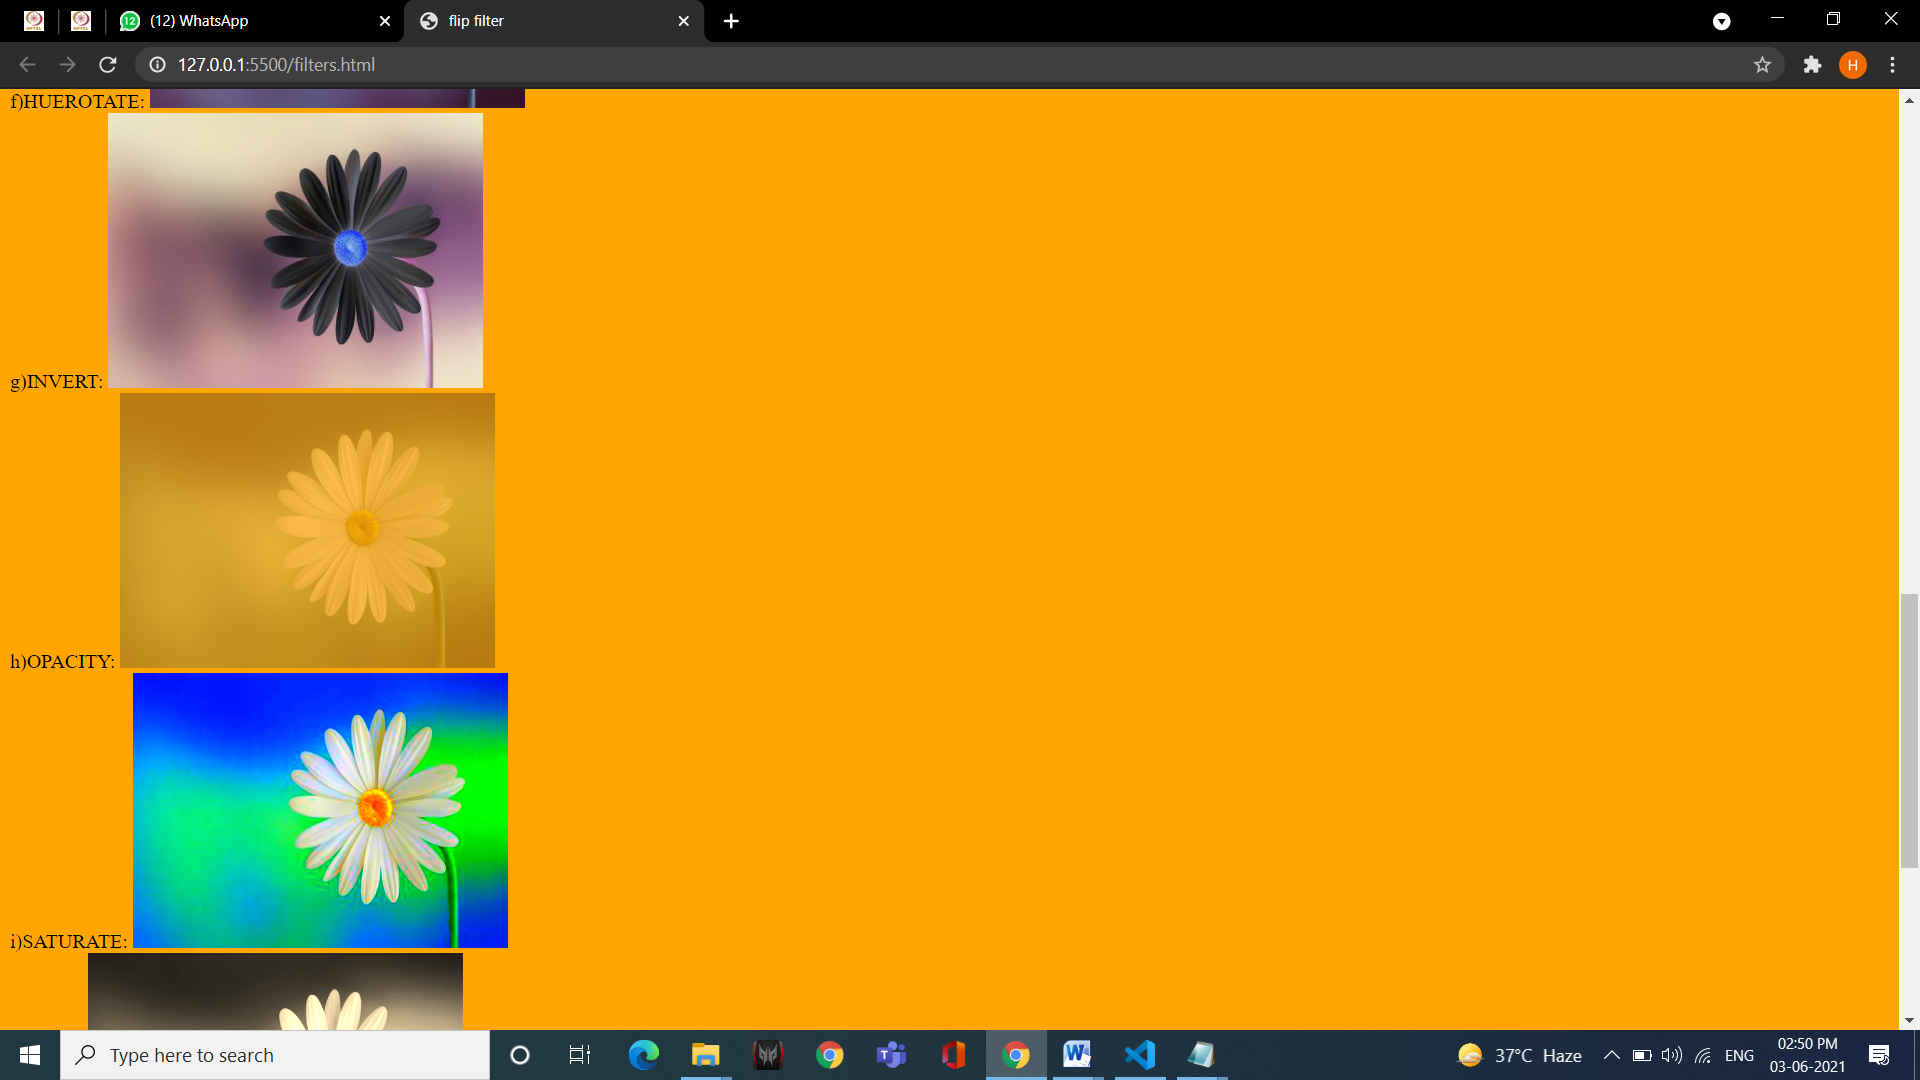 (12) WhatsApp
flip filter
127.0.0.1:5500/filters.html
H
f)HUEROTATE:
g)INVERT:
h)OPACITY:
i)SATURATE:
Type here to search
37°C Haze
ENG
02:50 PM
03-06-2021